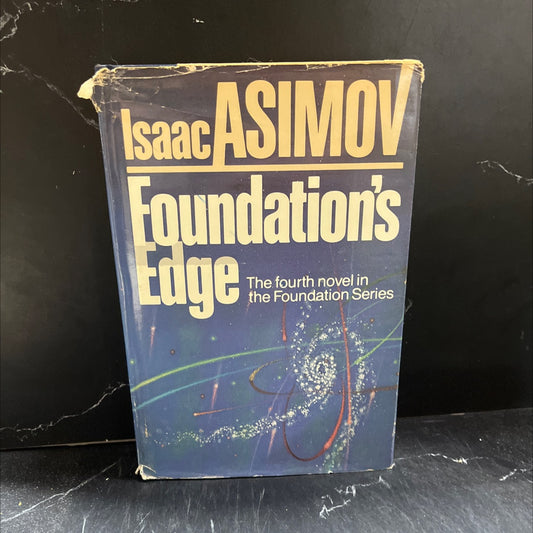 Isaac ASIMOV
Foundation's
Edge
The fourth novel in
the Foundation Series